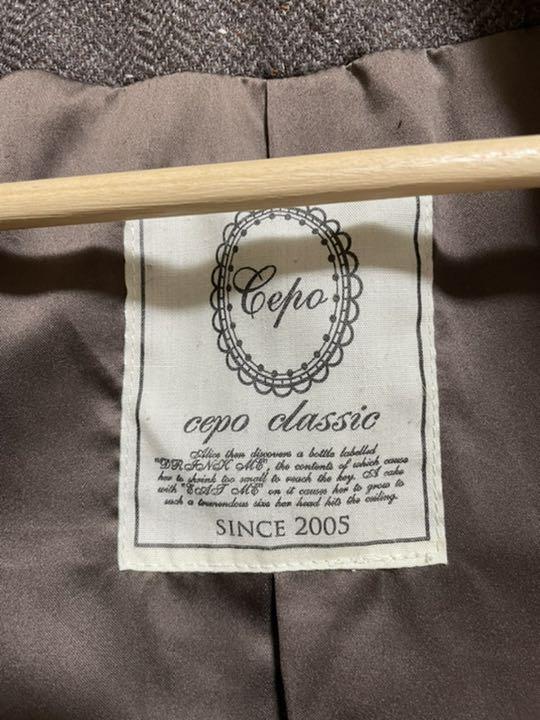 Cepo
cepo classic
Alice then discovers a bottle labelled
"DRINK ME", the contents of which cause
her to shrink too small to reach the key. A cake
with "EAT ME" on it causes her to grow to
such a tremendous size her head hits the ceiling.
SINCE 2005